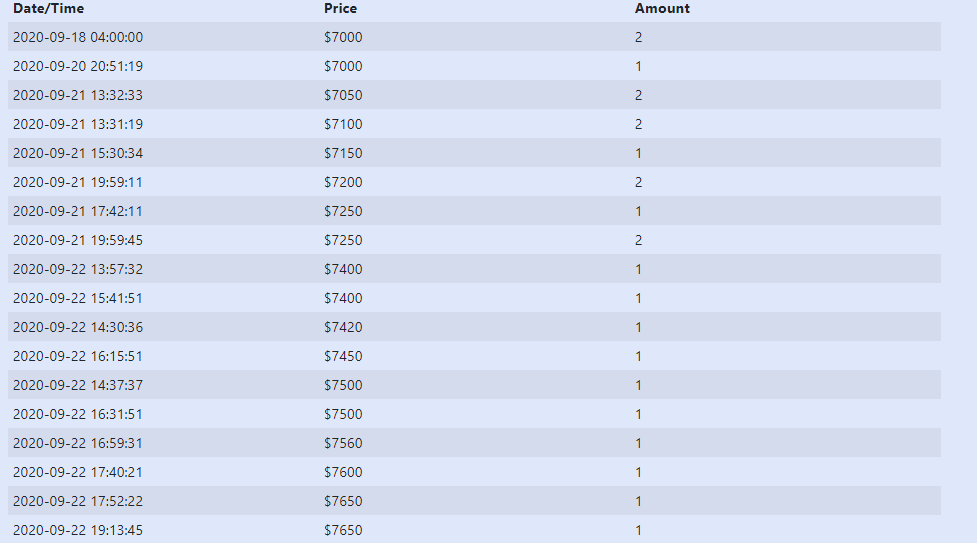 Date/Time Price Amount
2020-09-18 04:00:00 $7000 2
2020-09-20 20:51:19 $7000 1
2020-09-21 13:32:33 $7050 2
2020-09-21 13:31:19 $7100 2
2020-09-21 15:30:34 $7150 1
2020-09-21 19:59:11 $7200 2
2020-09-21 17:42:11 $7250 1
2020-09-21 19:59:45 $7250 2
2020-09-22 13:57:32 $7400 1
2020-09-22 15:41:51 $7400 1
2020-09-22 14:30:36 $7420 1
2020-09-22 16:15:51 $7450 1
2020-09-22 14:37:37 $7500 1
2020-09-22 16:31:51 $7500 1
2020-09-22 16:59:31 $7560 1
2020-09-22 17:40:21 $7600 1
2020-09-22 17:52:22 $7650 1
2020-09-22 19:13:45 $7650 1